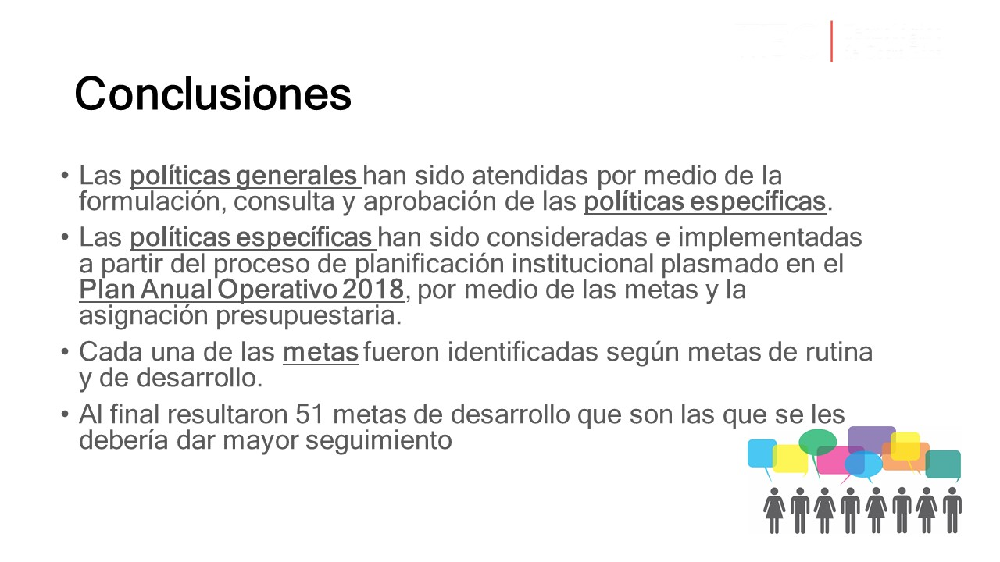 Conclusiones
• Las políticas generales han sido atendidas por medio de la
formulación, consulta y aprobación de las políticas específicas.
• Las políticas específicas han sido consideradas e implementadas
a partir del proceso de planificación institucional plasmado en el
Plan Anual Operativo 2018, por medio de las metas y la
asignación presupuestaria.
• Cada una de las metas fueron identificadas según metas de rutina
y de desarrollo.
• Al final resultaron 51 metas de desarrollo que son las que se les
debería dar mayor seguimiento